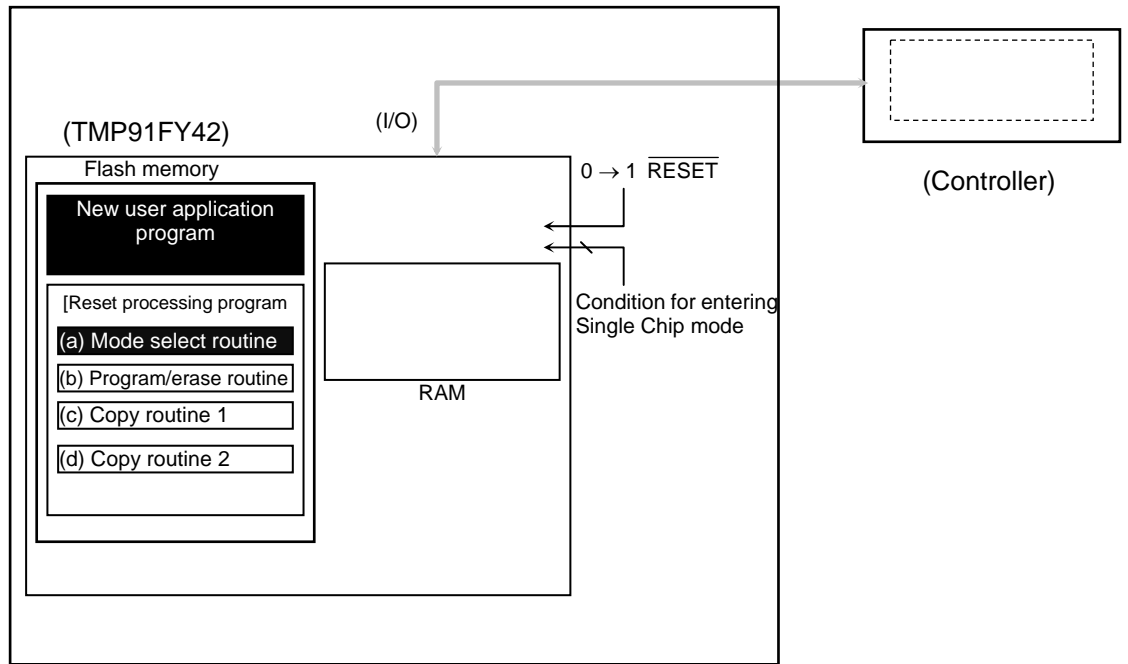 (I/O)
(TMP91FY42)
Flash memory
0 → 1 RESET
(Controller)
New user application
program
[Reset processing program
(a) Mode select routine
(b) Program/erase routine
(c) Copy routine 1
(d) Copy routine 2
RAM
Condition for entering
Single Chip mode